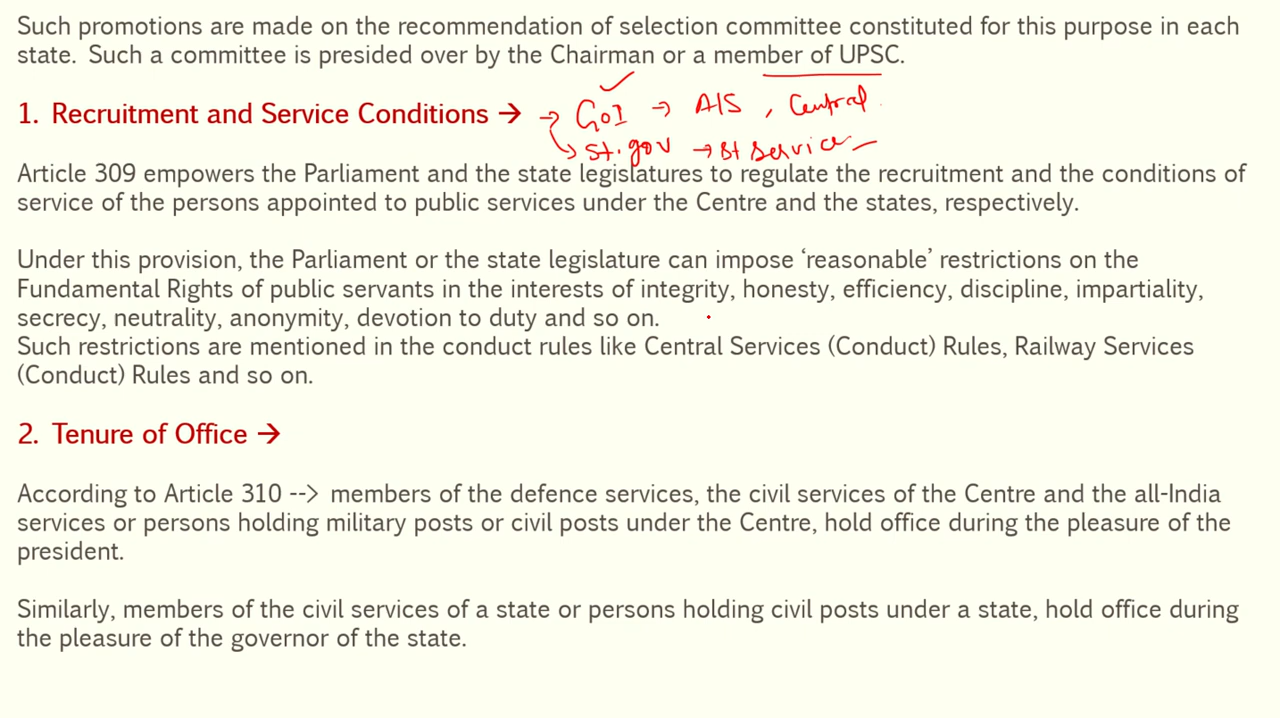 Such promotions are made on the recommendation of selection committee constituted for this purpose in each
state. Such a committee is presided over by the Chairman or a member of UPSC.
1. Recruitment and Service Conditions → → GoI → AIS, Central
↳ St. gov → St Service
Article 309 empowers the Parliament and the state legislatures to regulate the recruitment and the conditions of
service of the persons appointed to public services under the Centre and the states, respectively.
Under this provision, the Parliament or the state legislature can impose ‘reasonable’ restrictions on the
Fundamental Rights of public servants in the interests of integrity, honesty, efficiency, discipline, impartiality,
secrecy, neutrality, anonymity, devotion to duty and so on.
Such restrictions are mentioned in the conduct rules like Central Services (Conduct) Rules, Railway Services
(Conduct) Rules and so on.
2. Tenure of Office →
According to Article 310 --> members of the defence services, the civil services of the Centre and the all-India
services or persons holding military posts or civil posts under the Centre, hold office during the pleasure of the
president.
Similarly, members of the civil services of a state or persons holding civil posts under a state, hold office during
the pleasure of the governor of the state.